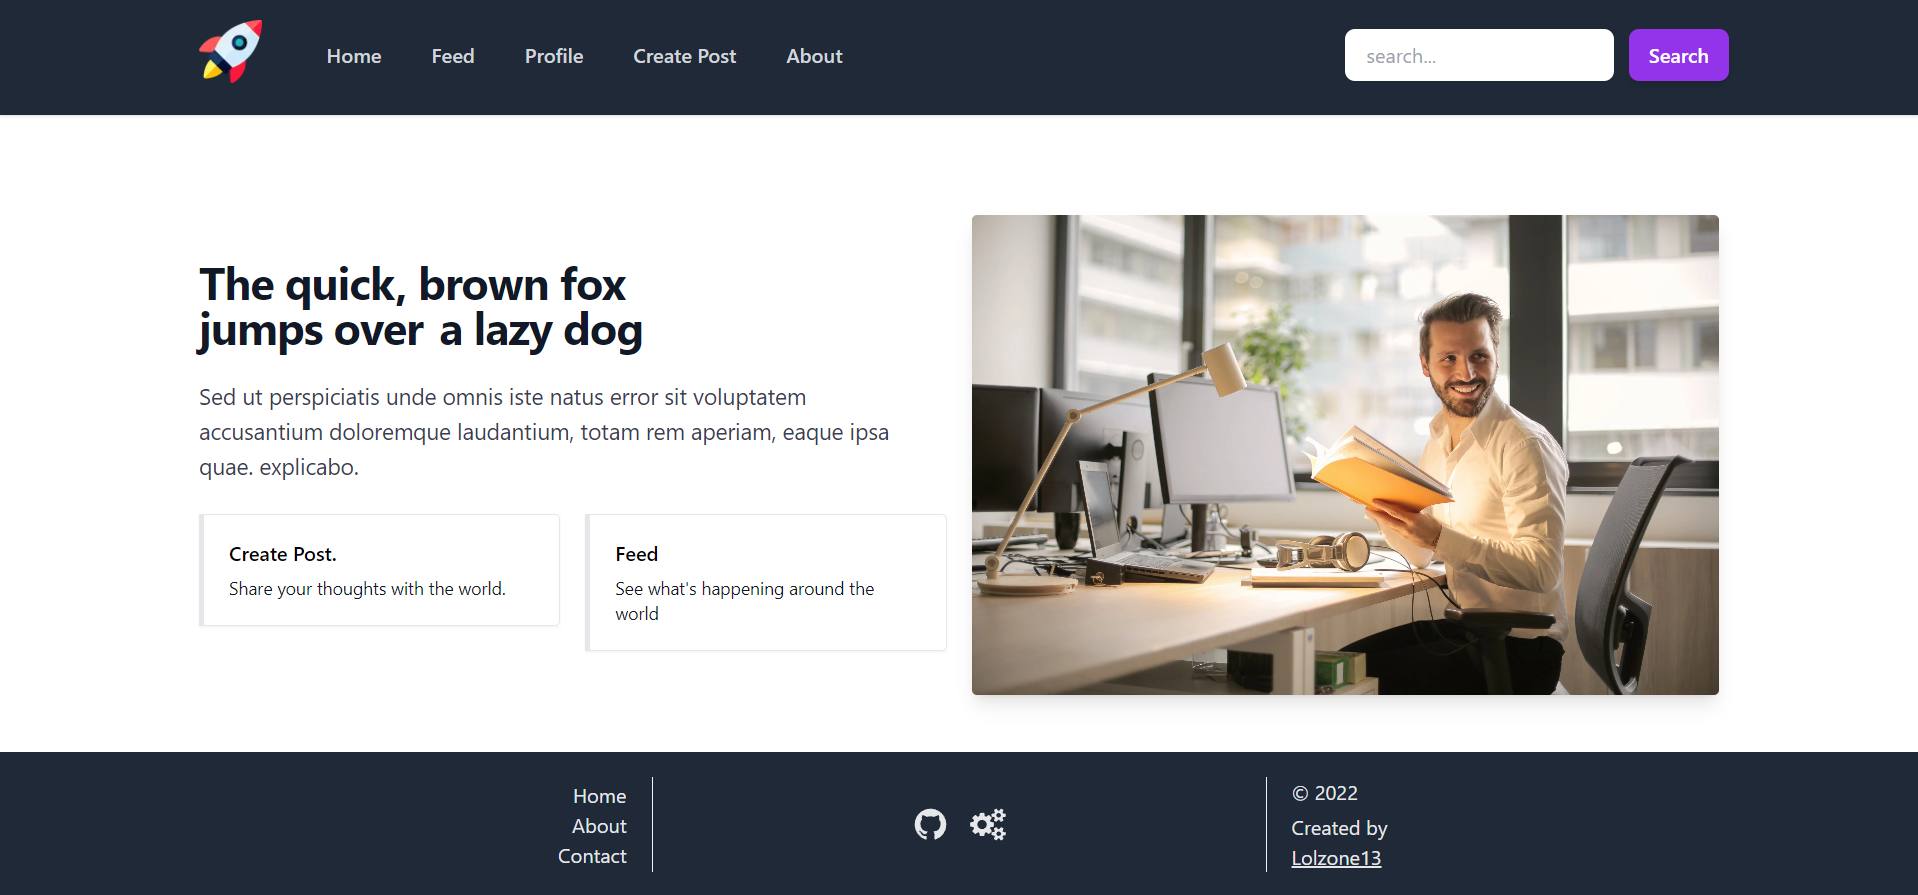 Home Feed Profile Create Post About search... Search
The quick, brown fox
jumps over a lazy dog
Sed ut perspiciatis unde omnis iste natus error sit voluptatem
accusantium doloremque laudantium, totam rem aperiam, eaque ipsa
quae. explicabo.
Create Post.
Share your thoughts with the world.
Feed
See what's happening around the
world
Home
About
Contact
© 2022
Created by
Lolzone13